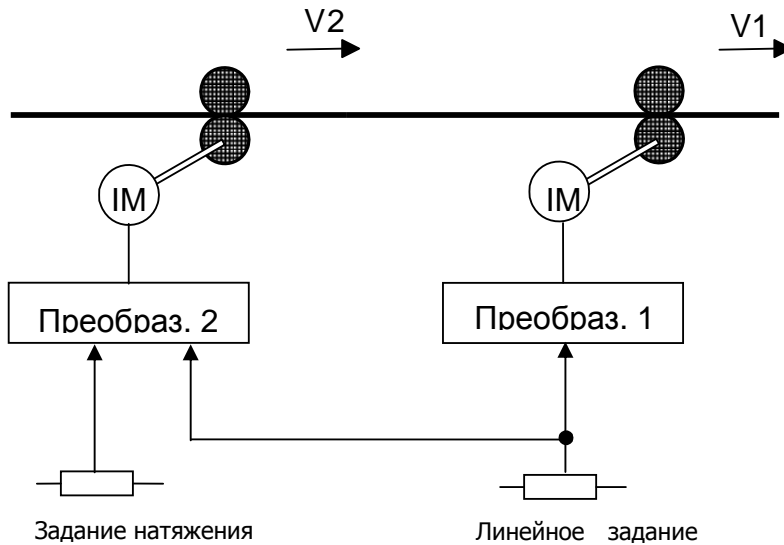 V2
V1
IM
IM
Преобраз. 2
Преобраз. 1
Задание натяжения
Линейное задание